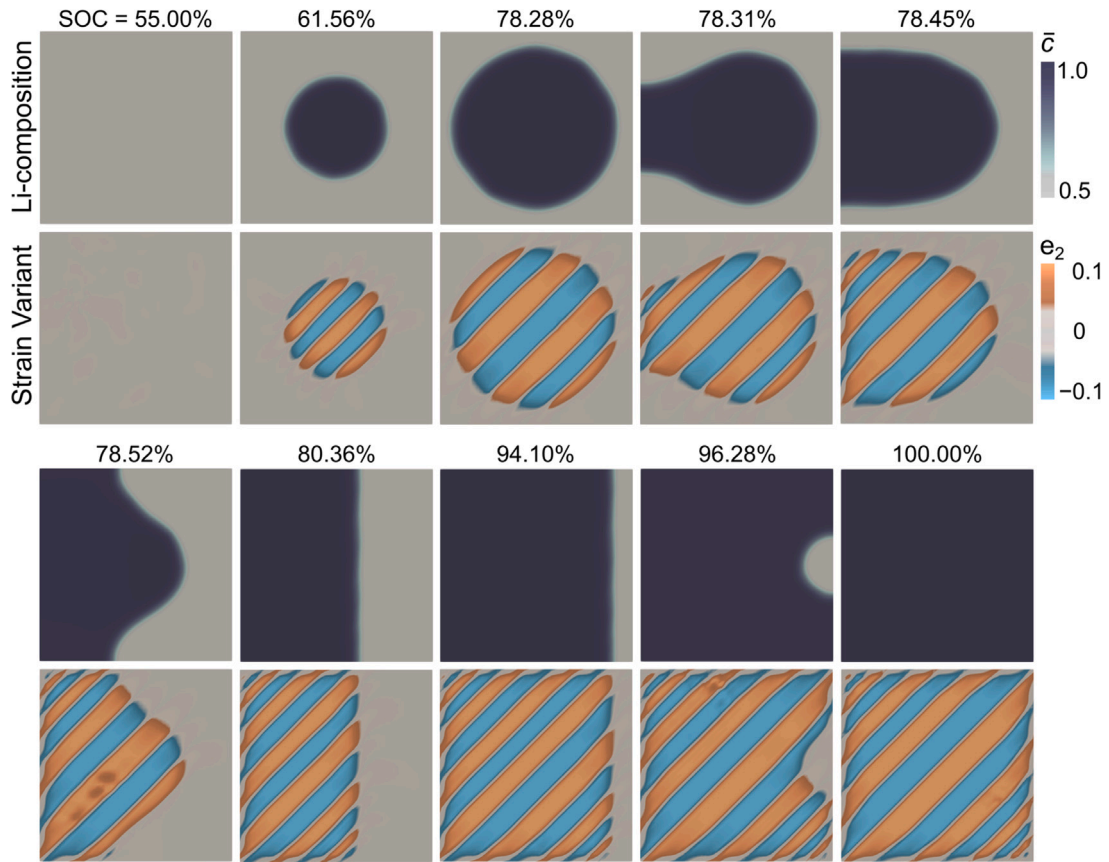 SOC = 55.00% 61.56% 78.28% 78.31% 78.45%
Li-composition
c̄
1.0
0.5
Strain Variant
e₂
0.1
0
−0.1
78.52% 80.36% 94.10% 96.28% 100.00%